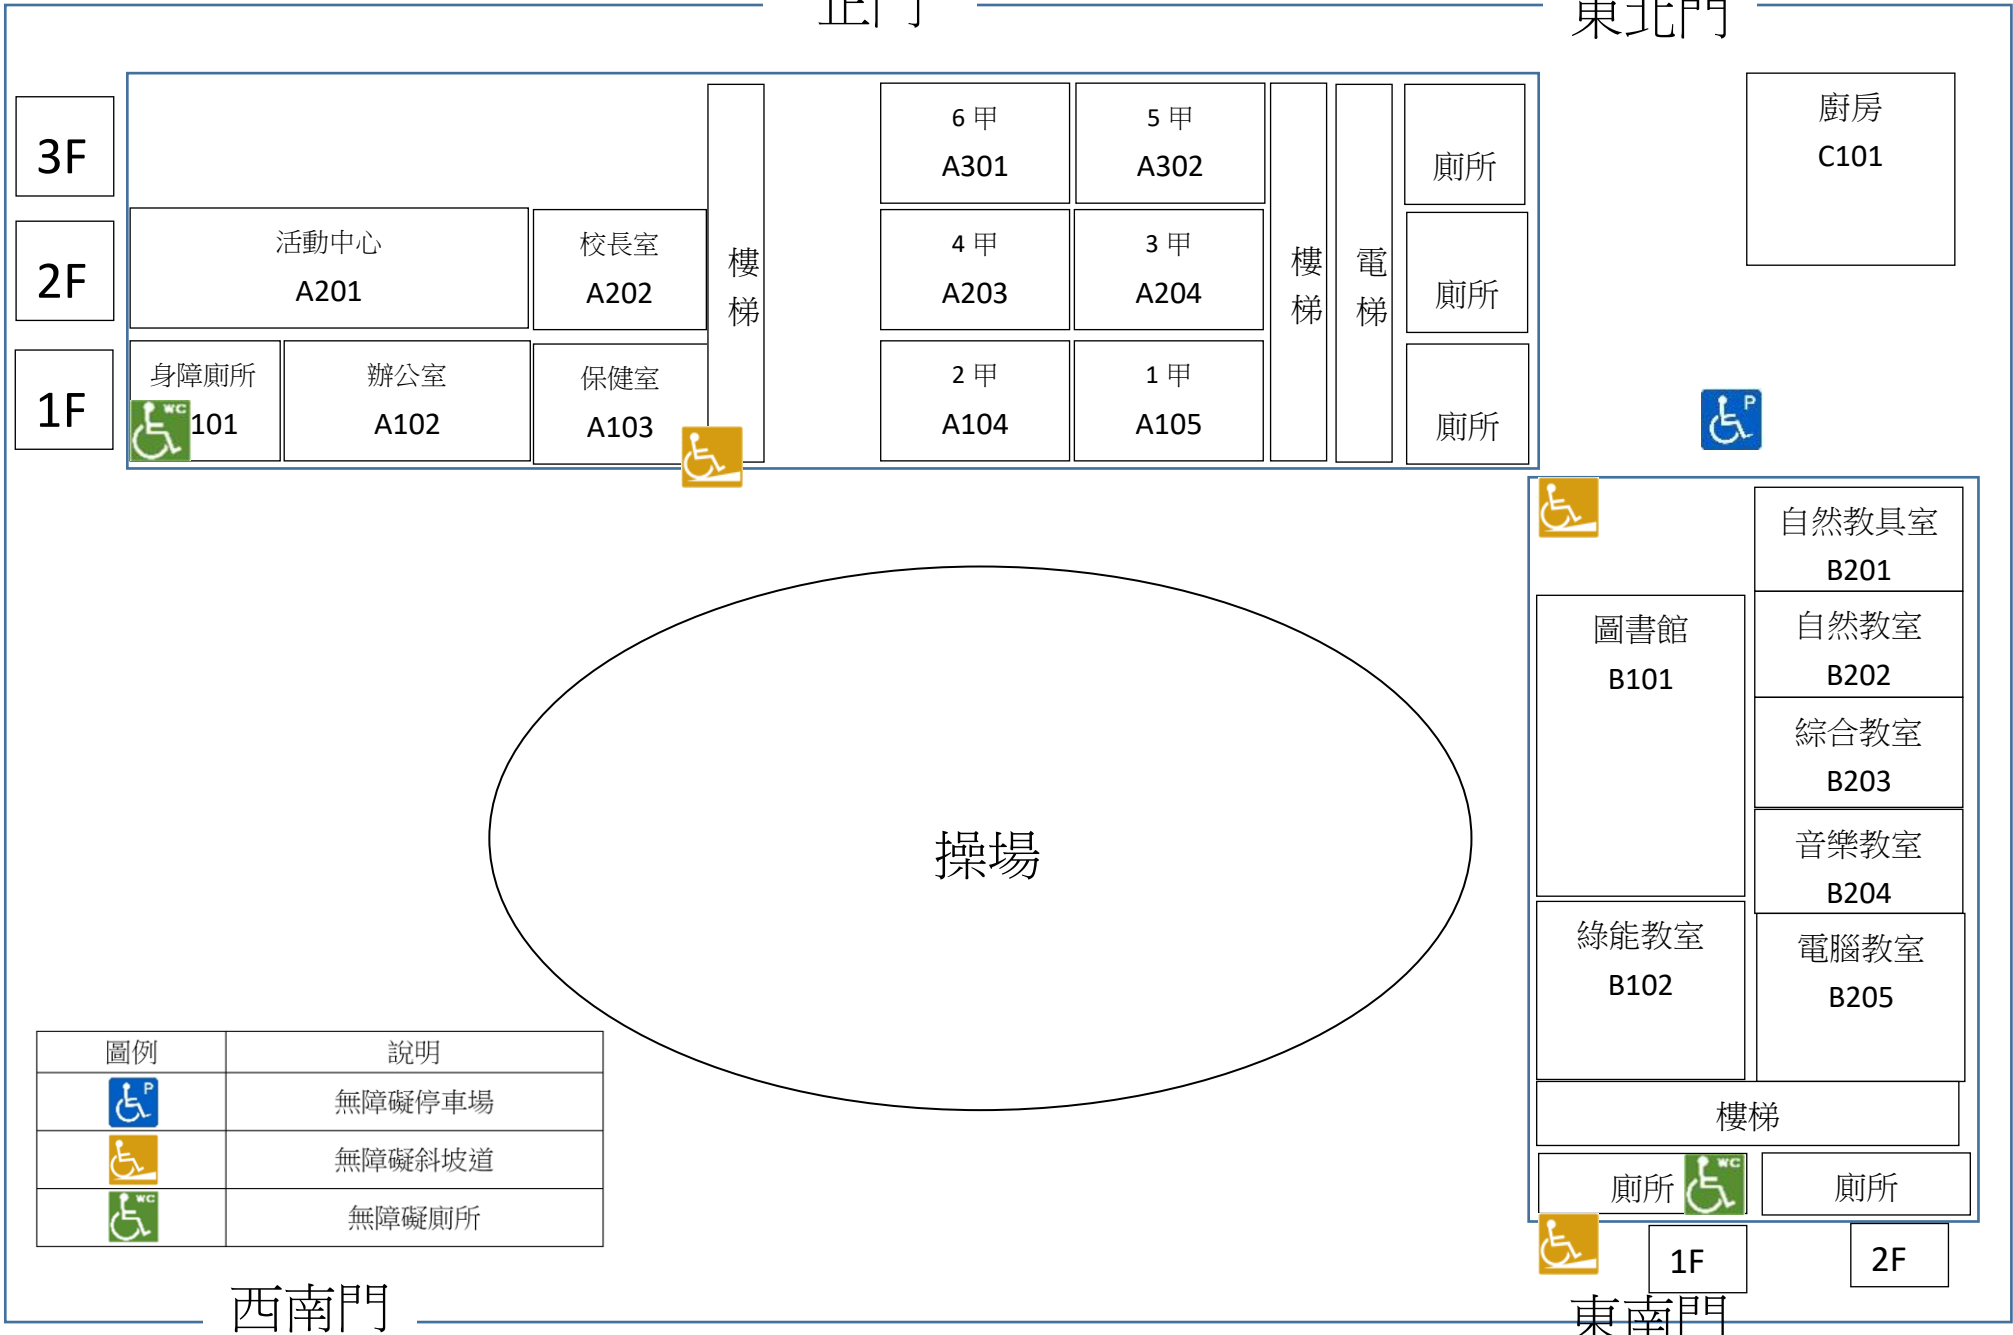 正門
東北門
3F
6 甲
A301
5 甲
A302
廁所
廚房
C101
2F
活動中心
A201
校長室
A202
樓梯
4 甲
A203
3 甲
A204
樓梯
電梯
廁所
1F
身障廁所
101
辦公室
A102
保健室
A103
2 甲
A104
1 甲
A105
廁所
WC
P
自然教具室
B201
圖書館
B101
自然教室
B202
綜合教室
B203
操場
音樂教室
B204
綠能教室
B102
電腦教室
B205
樓梯
廁所
WC
廁所
1F
2F
圖例
說明
P
無障礙停車場
無障礙斜坡道
WC
無障礙廁所
西南門
東南門